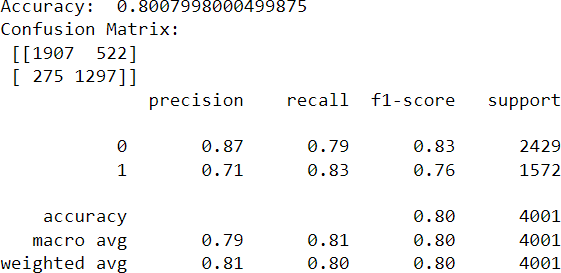 Accuracy:  0.8007998000499875
Confusion Matrix:
 [[1907  522]
 [ 275 1297]]
              precision    recall  f1-score   support

           0       0.87      0.79      0.83      2429
           1       0.71      0.83      0.76      1572

    accuracy                           0.80      4001
   macro avg       0.79      0.81      0.80      4001
weighted avg       0.81      0.80      0.80      4001